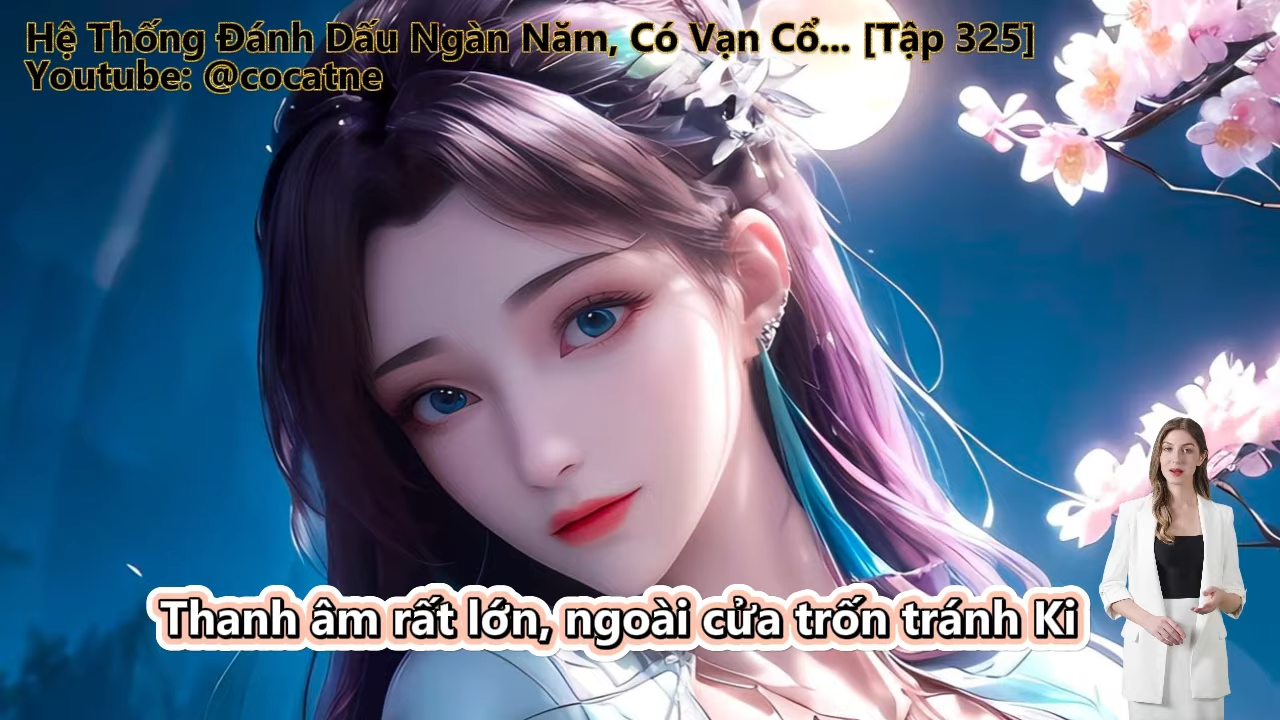 Hệ Thống Đánh Dấu Ngàn Năm, Có Vạn Cổ... [Tập 325]
Youtube: @cocatne
Thanh âm rất lớn, ngoài cửa trốn tránh Ki